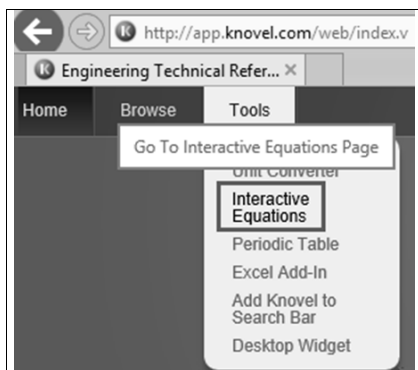 http://app.knovel.com/web/index.v
Engineering Technical Refer...
Home Browse Tools
Go To Interactive Equations Page
Unit Converter
Interactive
Equations
Periodic Table
Excel Add-In
Add Knovel to
Search Bar
Desktop Widget